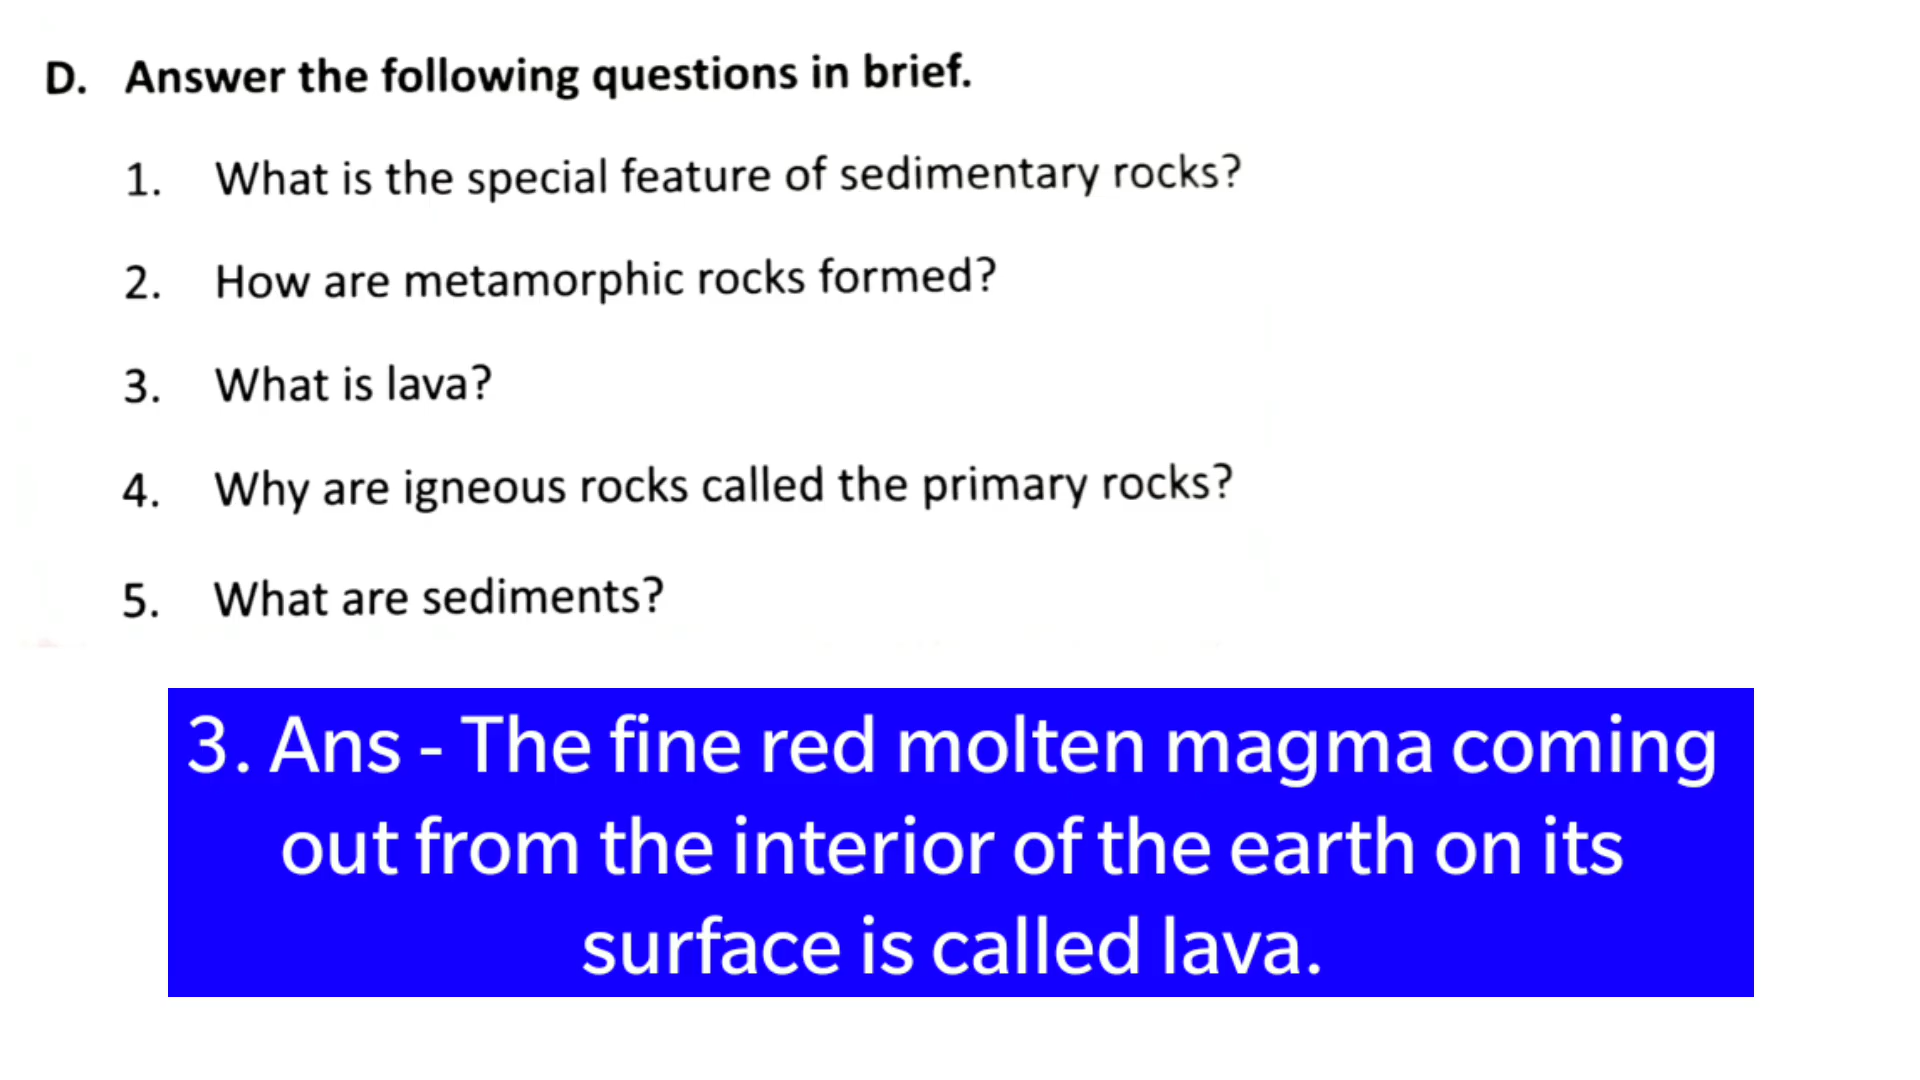 D. Answer the following questions in brief.
1. What is the special feature of sedimentary rocks?
2. How are metamorphic rocks formed?
3. What is lava?
4. Why are igneous rocks called the primary rocks?
5. What are sediments?
3. Ans - The fine red molten magma coming
out from the interior of the earth on its
surface is called lava.